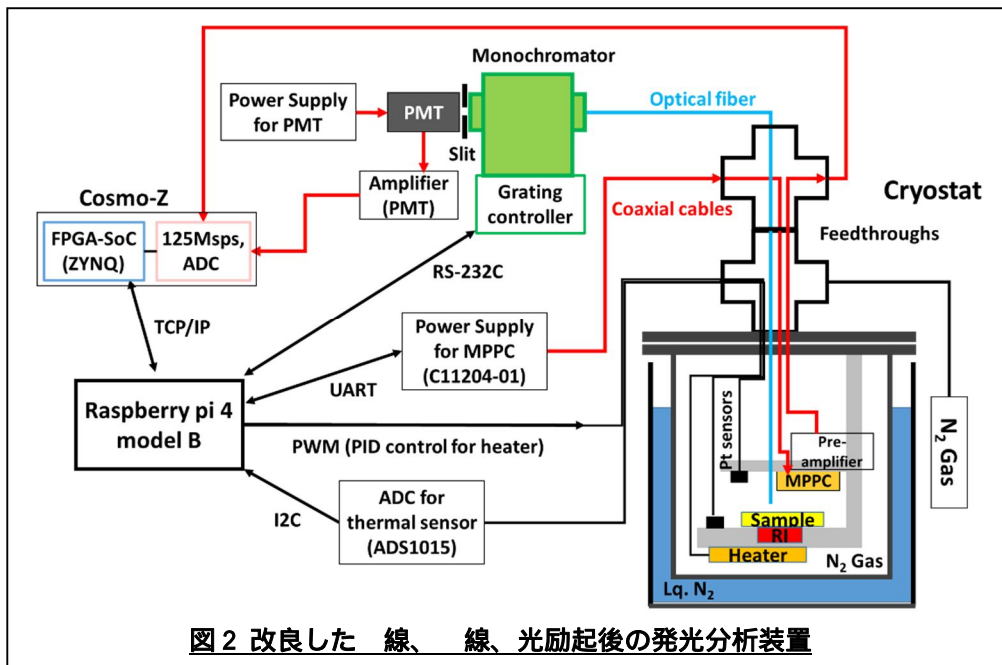 Monochromator
Power Supply
for PMT
PMT
Slit
Optical fiber
Amplifier
(PMT)
Grating
controller
Coaxial cables
Cryostat
Feedthroughs
Cosmo-Z
FPGA-SoC
(ZYNQ)
125Msps,
ADC
RS-232C
TCP/IP
Power Supply
for MPPC
(C11204-01)
UART
Raspberry pi 4
model B
PWM (PID control for heater)
I2C
ADC for
thermal sensor
(ADS1015)
Pt sensors
Pre-
amplifier
MPPC
Sample
RI
Heater
N2 Gas
Lq. N2
N2 Gas
図 2 改良した 線、 線、光励起後の発光分析装置